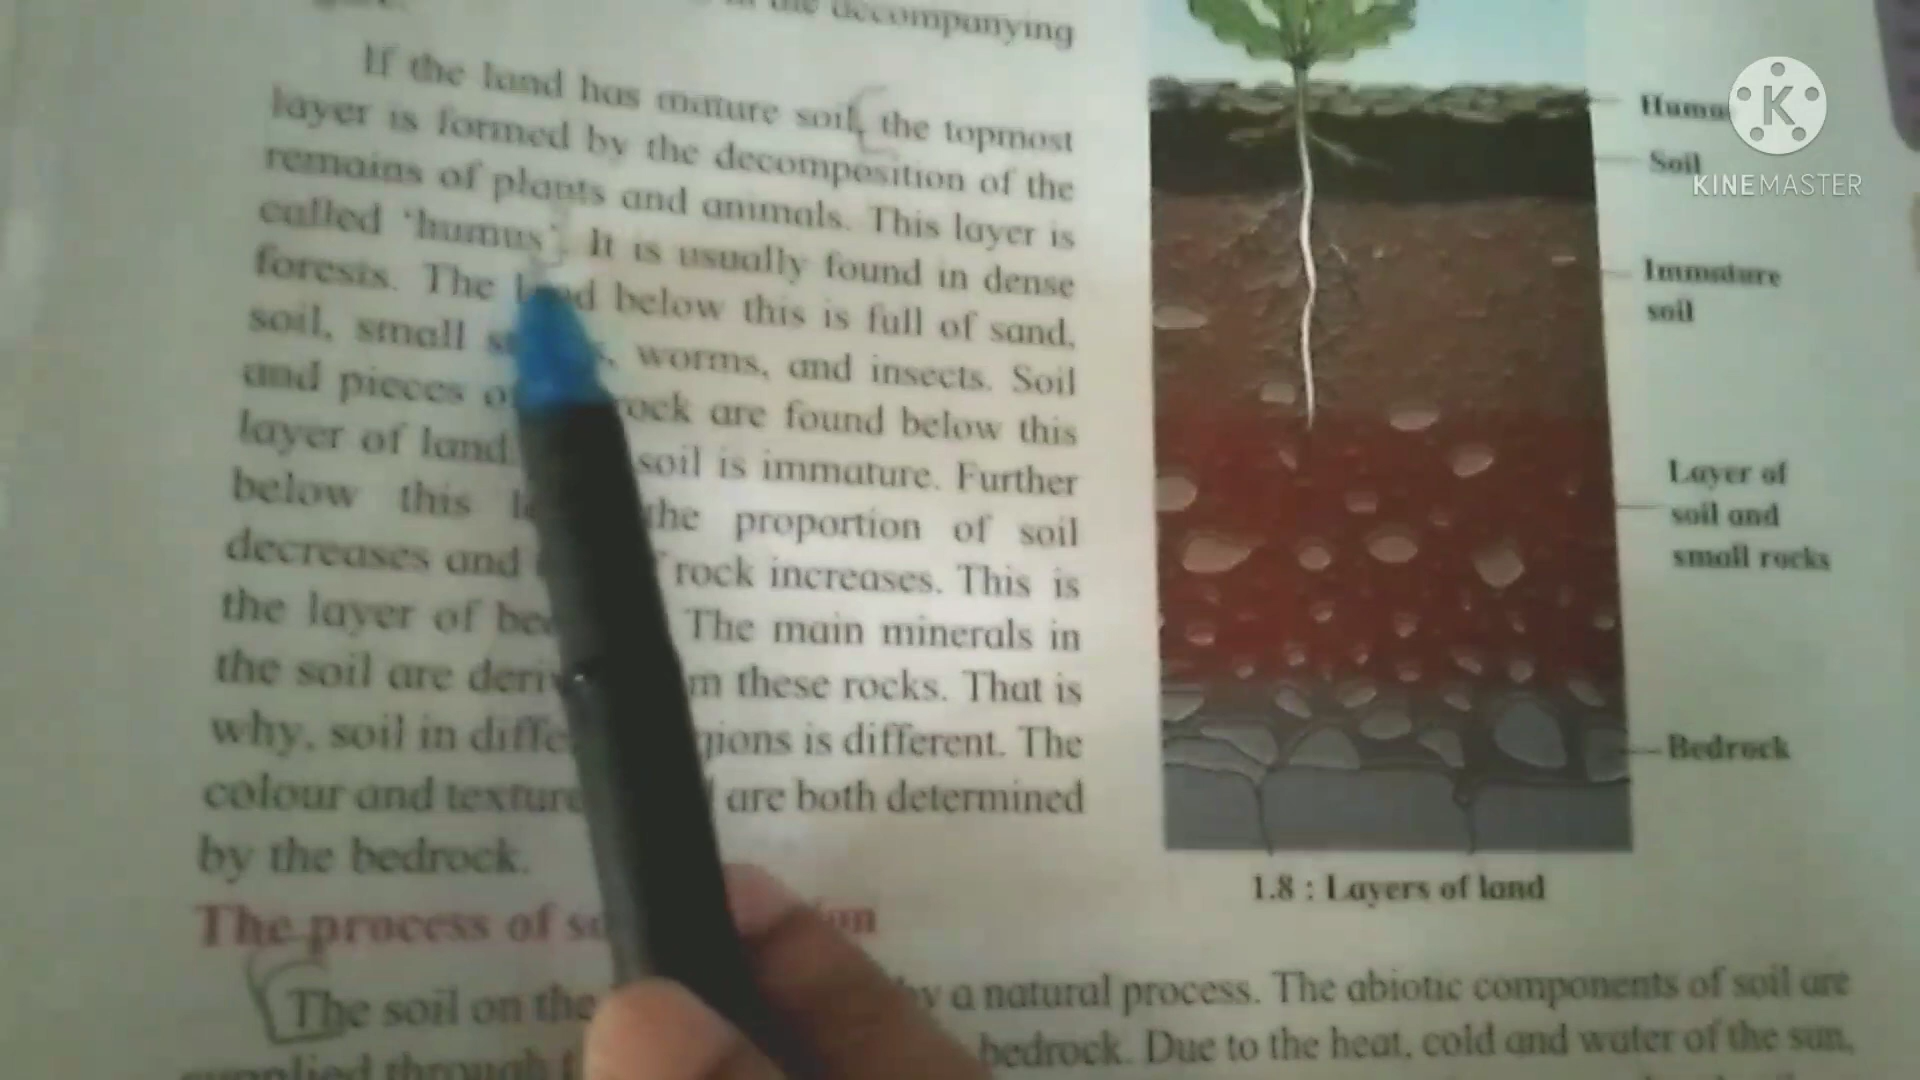 the decomponying
If the land has mature soil, the topmost
layer is formed by the decomposition of the
remains of plants and animals. This layer is
called 'humus'. It is usually found in dense
forests. The land below this is full of sand,
soil, small worms, and insects. Soil
and pieces rock are found below this
layer of land. soil is immature. Further
below this the proportion of soil
decreases and rock increases. This is
the layer of The main minerals in
the soil are these rocks. That is
why, soil in is different. The
colour and texture are both determined
by the bedrock.
The process of
The soil on the a natural process. The abiotic components of soil are
through bedrock. Due to the heat, cold and water of the sun,
Soil
Immature
soil
Layer of
soil and
small rocks
Bedrock
1.8 : Layers of land
K
KINEMASTER